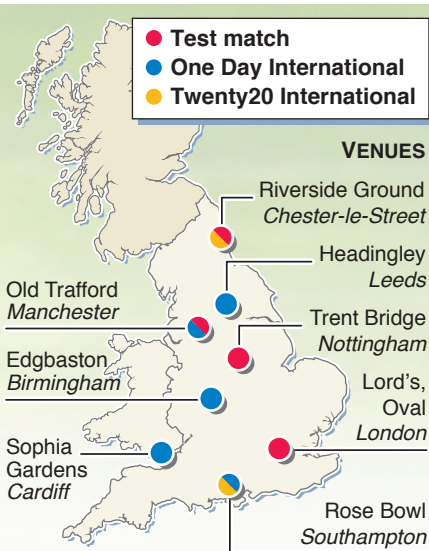 Test match
One Day International
Twenty20 International
VENUES
Riverside Ground
Chester-le-Street
Headingley
Leeds
Old Trafford
Manchester
Trent Bridge
Nottingham
Edgbaston
Birmingham
Lord's,
Oval
London
Sophia
Gardens
Cardiff
Rose Bowl
Southampton